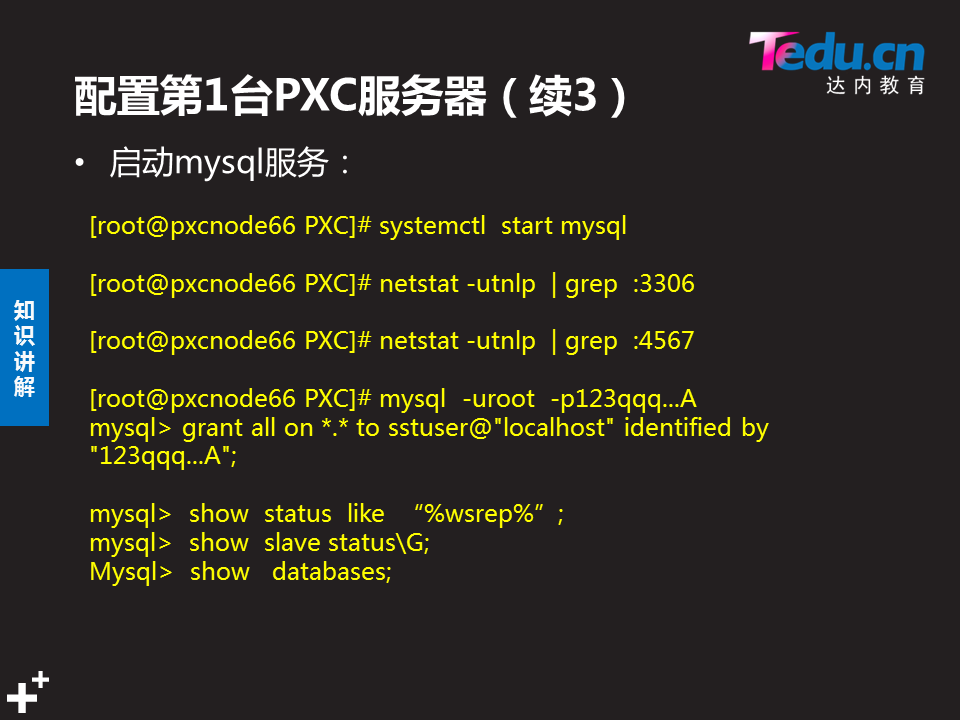 Tedu.cn
达内教育
配置第1台PXC服务器（续3）
• 启动mysql服务：
[root@pxcnode66 PXC]# systemctl  start mysql
[root@pxcnode66 PXC]# netstat -utnlp  | grep  :3306
[root@pxcnode66 PXC]# netstat -utnlp  | grep  :4567
[root@pxcnode66 PXC]# mysql  -uroot  -p123qqq...A
mysql> grant all on *.* to sstuser@"localhost" identified by
"123qqq...A";
mysql>  show  status  like  “%wsrep%”;
mysql>  show  slave status\G;
Mysql>  show   databases;
知识讲解